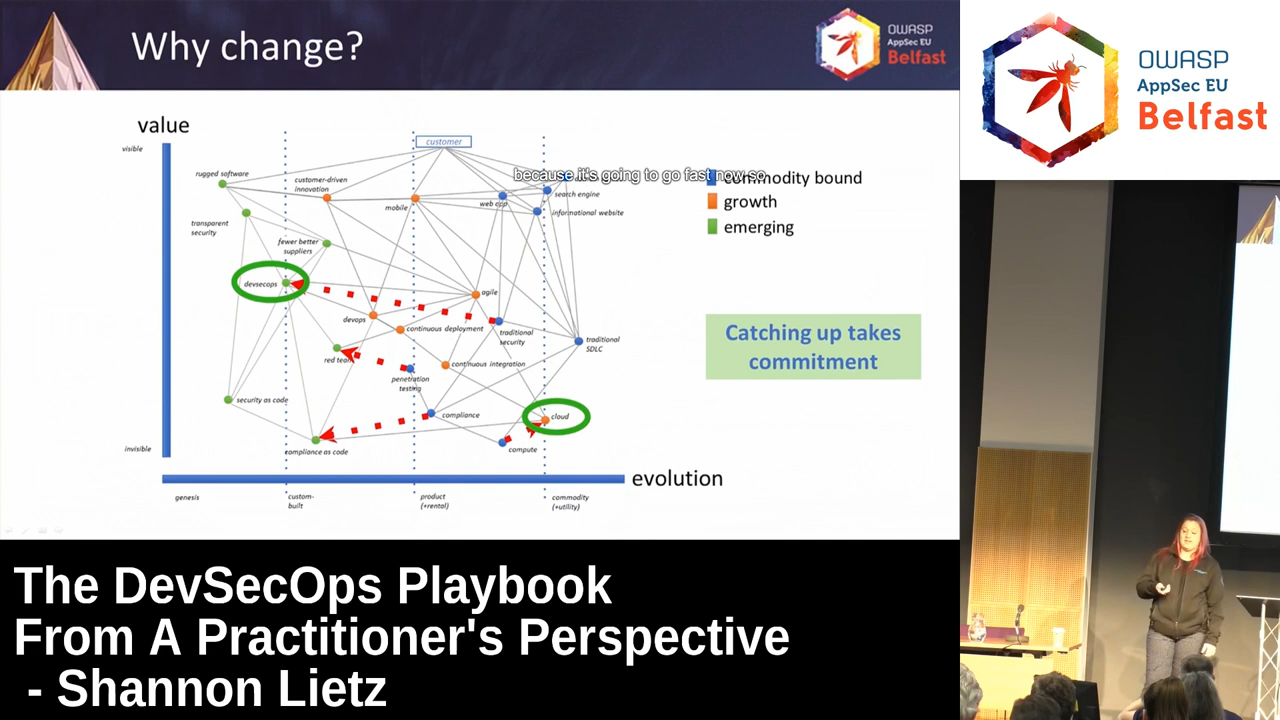 Why change?
OWASP
AppSec EU
Belfast
OWASP
AppSec EU
Belfast
value
visible
customer
because it's going to go fast
commodity bound
growth
emerging
rugged software
customer-driven
innovation
mobile
web app
search engine
informational website
transparent
security
fewer better
suppliers
devsecops
agile
devops
continuous deployment
traditional
security
traditional
SDLC
red team
continuous integration
penetration
testing
security as code
compliance
cloud
compliance as code
compute
invisible
Catching up takes
commitment
evolution
genesis
custom-
built
product
(+rental)
commodity
(+utility)
The DevSecOps Playbook
From A Practitioner's Perspective
- Shannon Lietz